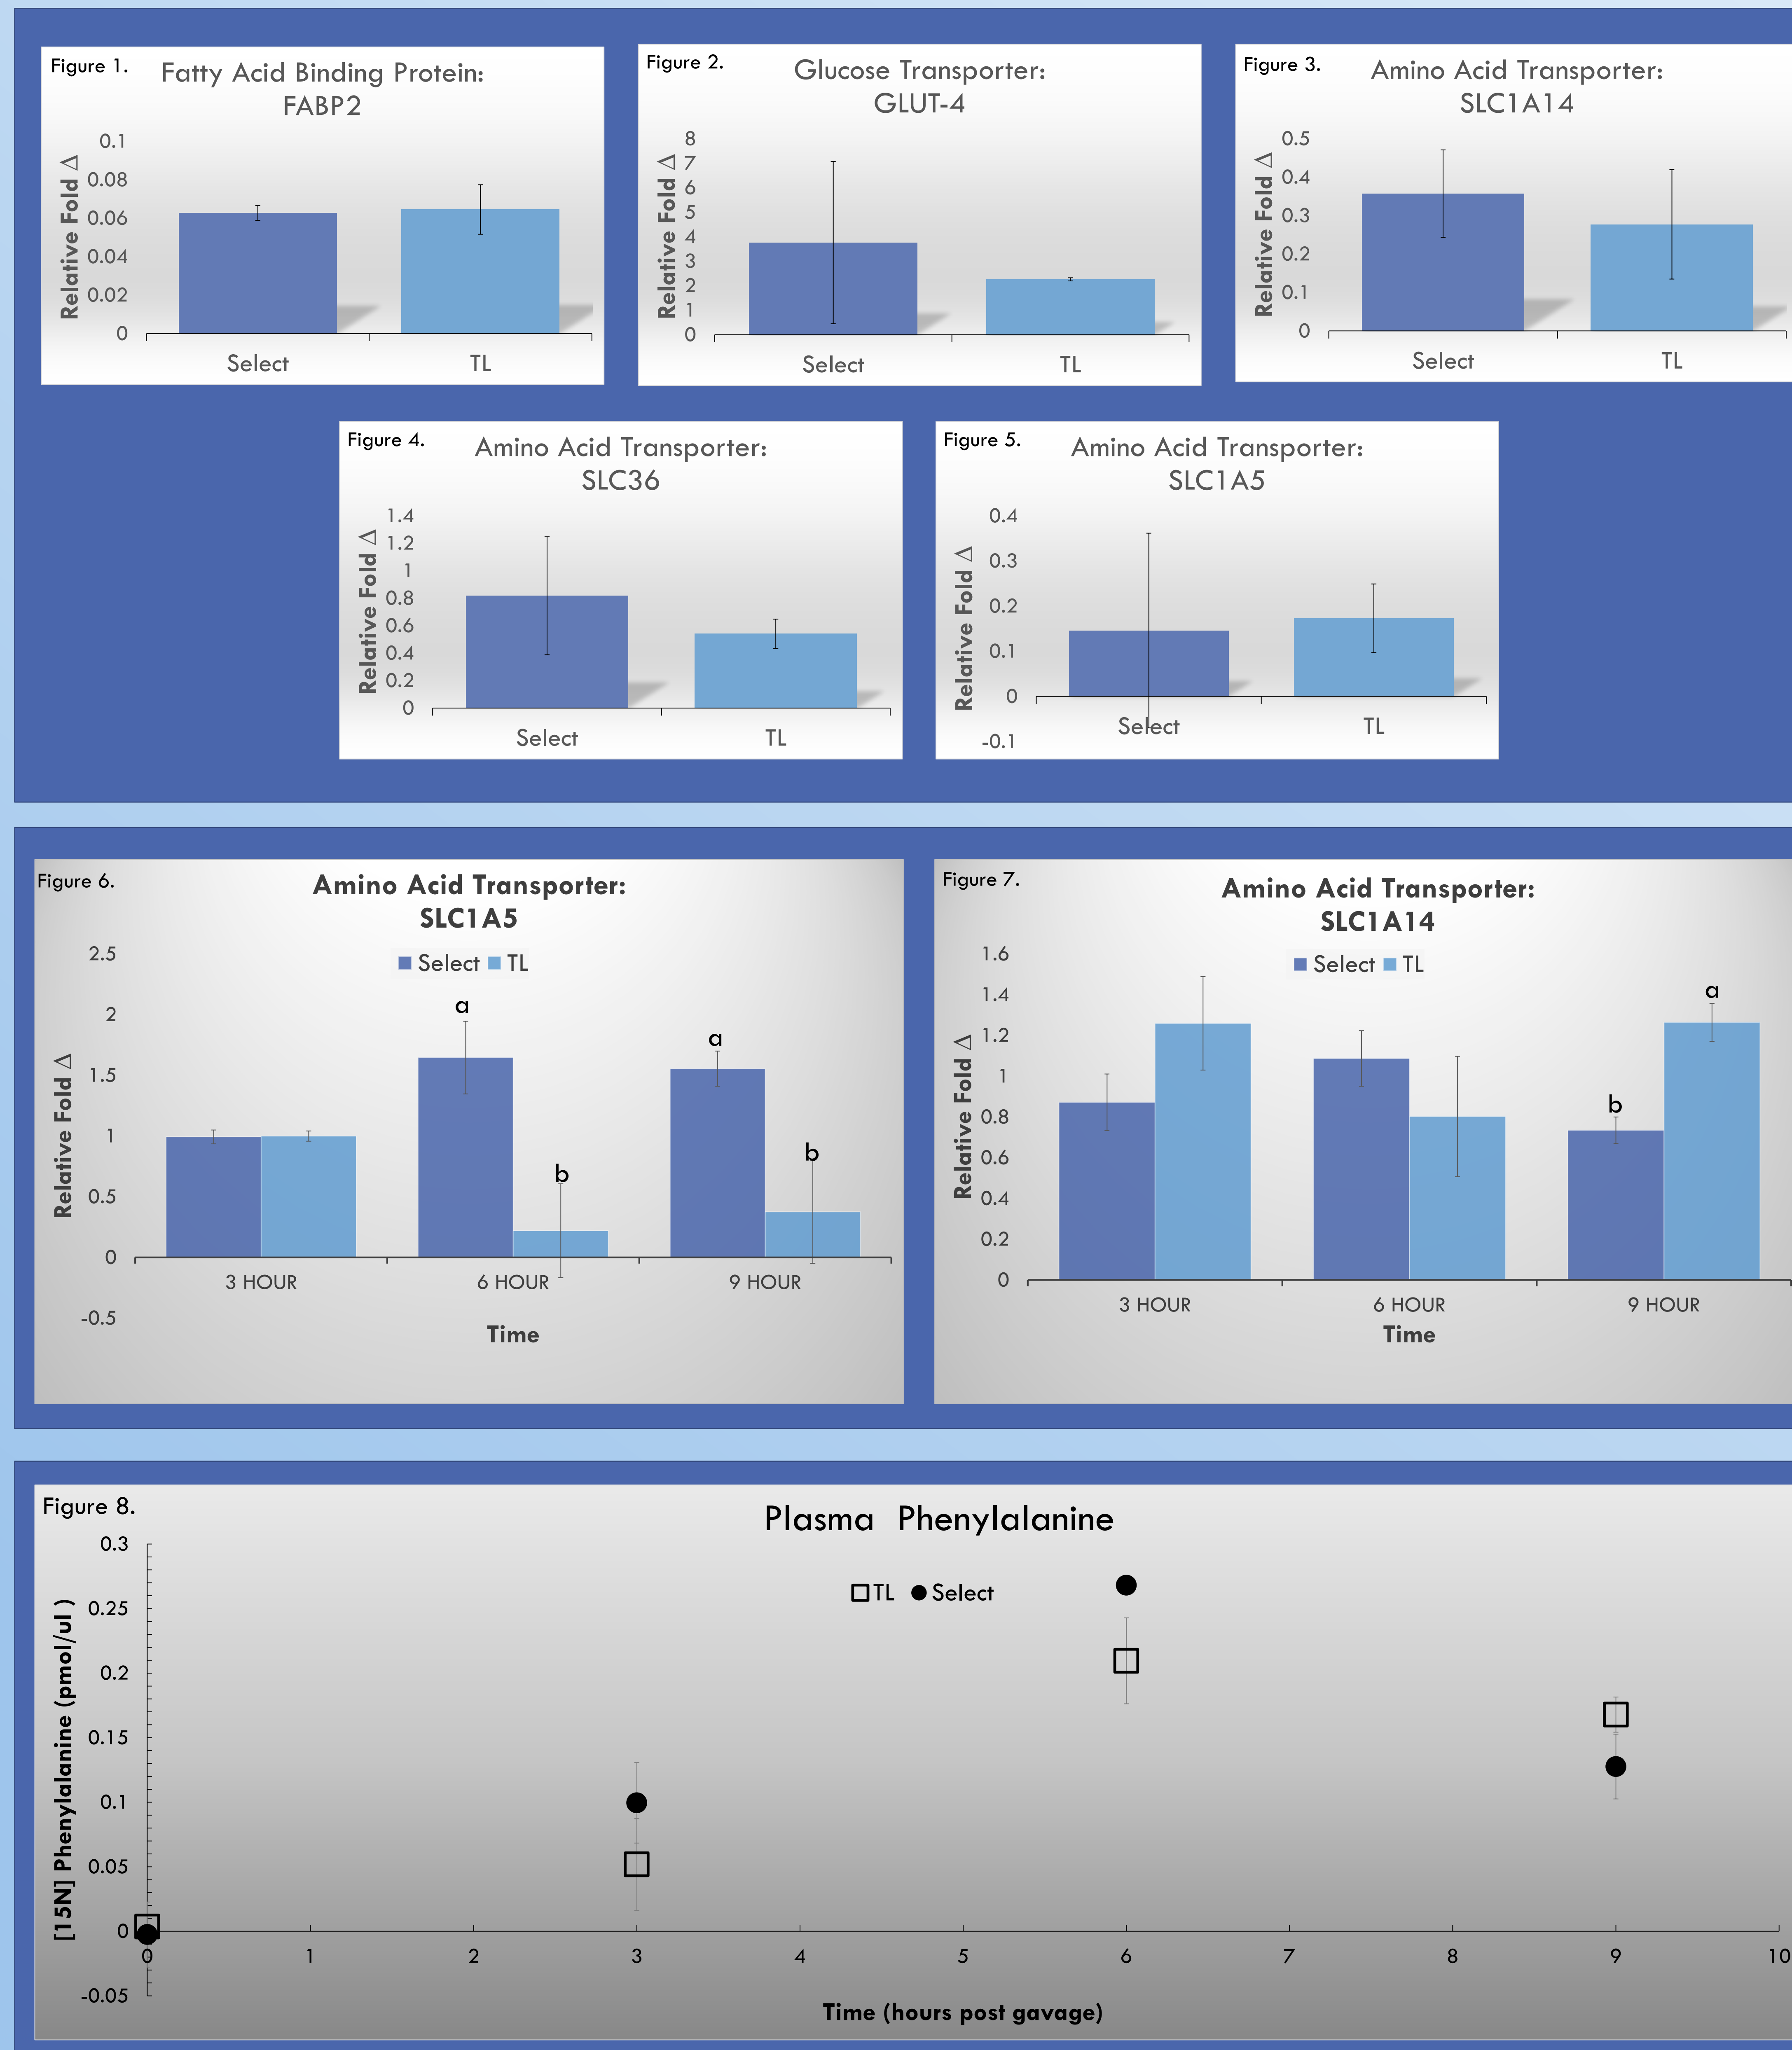 Figure 1.
Fatty Acid Binding Protein:
FABP2
Relative Fold Δ
0.1
0.08
0.06
0.04
0.02
0
Select TL
Figure 2.
Glucose Transporter:
GLUT-4
Relative Fold Δ
8
7
6
5
4
3
2
1
0
Select TL
Figure 3.
Amino Acid Transporter:
SLC1A14
Relative Fold Δ
0.5
0.4
0.3
0.2
0.1
0
Select TL
Figure 4.
Amino Acid Transporter:
SLC36
Relative Fold Δ
1.4
1.2
1
0.8
0.6
0.4
0.2
0
Select TL
Figure 5.
Amino Acid Transporter:
SLC1A5
Relative Fold Δ
0.4
0.3
0.2
0.1
0
-0.1
Select TL
Figure 6.
Amino Acid Transporter:
SLC1A5
Select TL
Relative Fold Δ
2.5
2
1.5
1
0.5
0
-0.5
a
b
a
b
3 HOUR 6 HOUR 9 HOUR
Time
Figure 7.
Amino Acid Transporter:
SLC1A14
Select TL
Relative Fold Δ
1.6
1.4
1.2
1
0.8
0.6
0.4
0.2
0
b
a
3 HOUR 6 HOUR 9 HOUR
Time
Figure 8.
Plasma Phenylalanine
TL Select
[15N] Phenylalanine (pmol/ul )
0.3
0.25
0.2
0.15
0.1
0.05
0
-0.05
0 1 2 3 4 5 6 7 8 9 10
Time (hours post gavage)